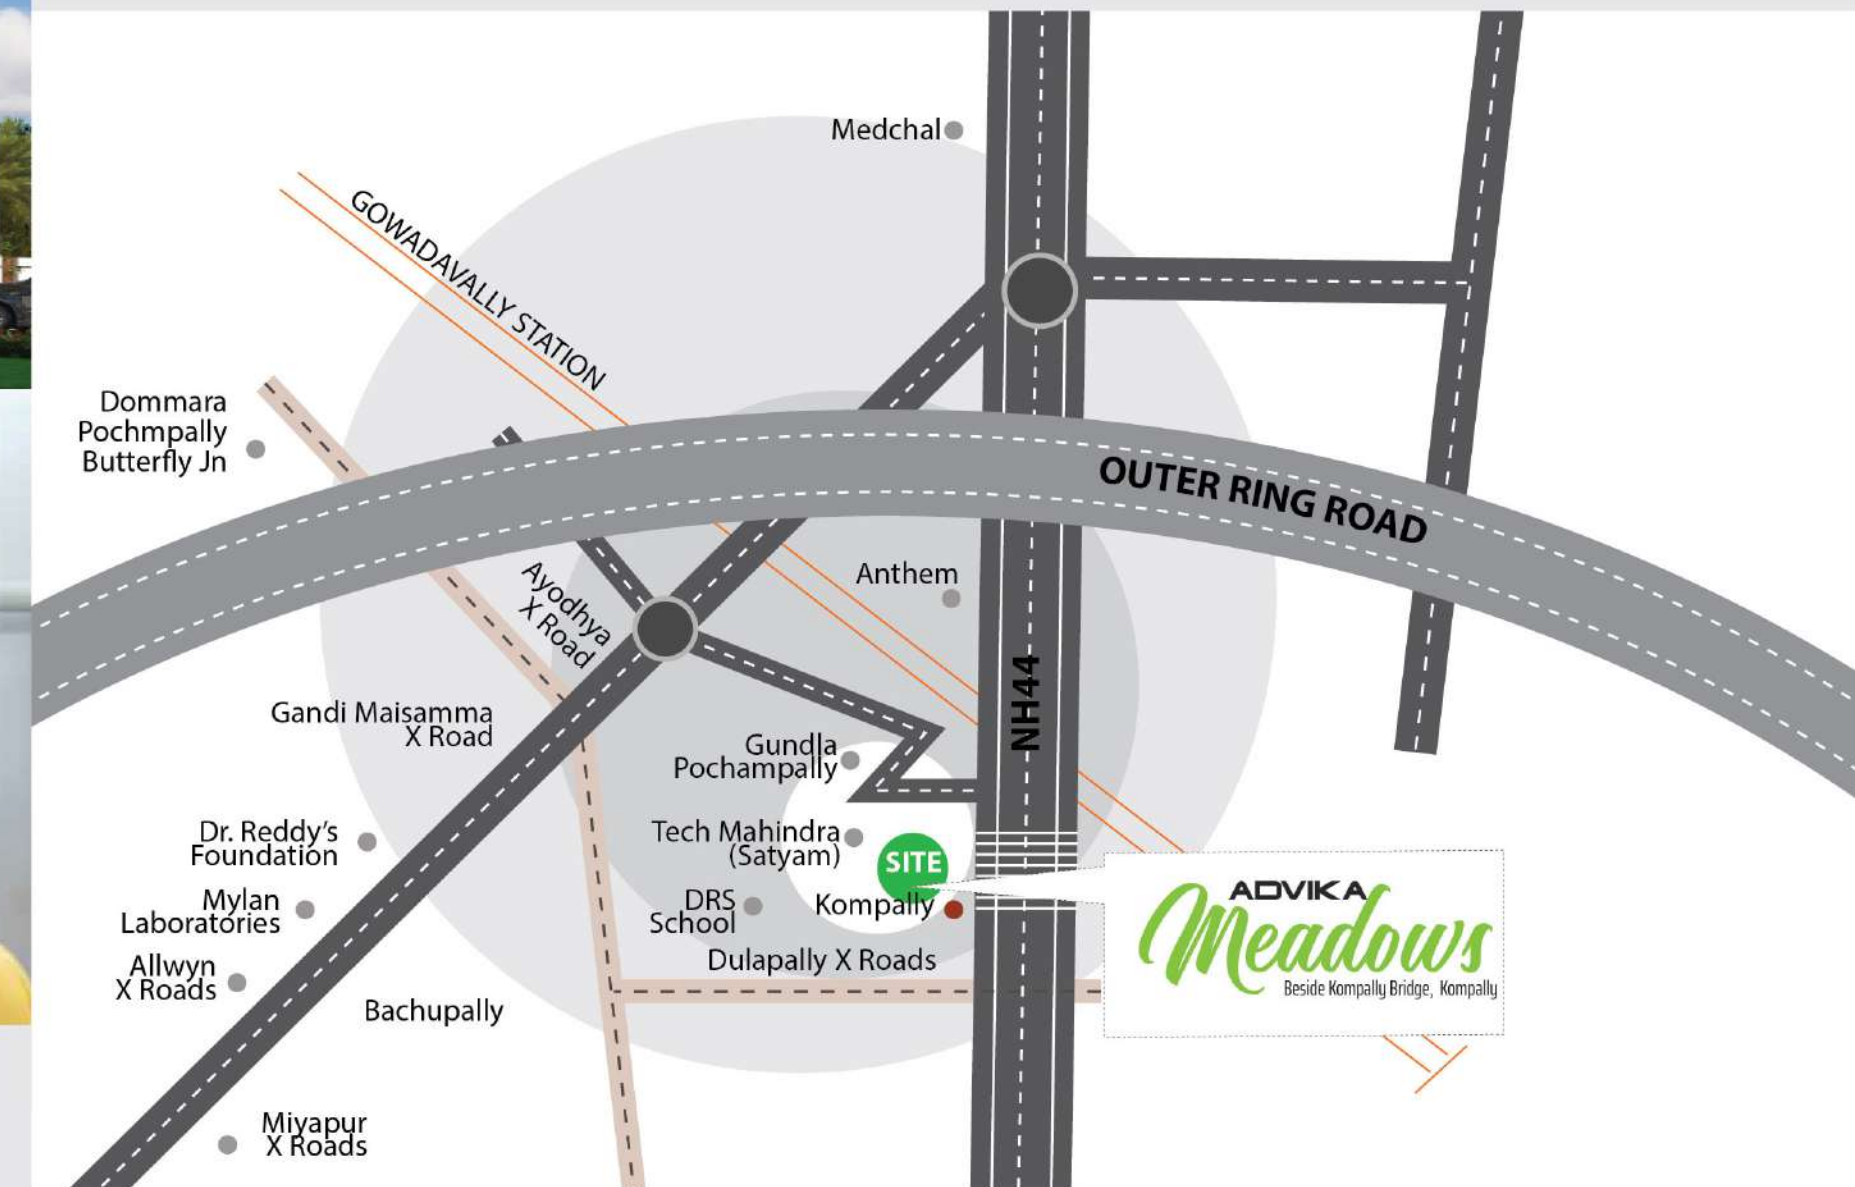 Medchal
GOWADAVALLY STATION
Dommara
Pochmpally
Butterfly Jn
OUTER RING ROAD
Anthem
Ayodhya
X Road
NH44
Gandi Maisamma
X Road
Gundla
Pochampally
Dr. Reddy's
Foundation
Tech Mahindra
(Satyam)
SITE
Mylan
Laboratories
DRS
School
Kompally
ADVIKA
Meadows
Beside Kompally Bridge, Kompally
Allwyn
X Roads
Dulapally X Roads
Bachupally
Miyapur
X Roads